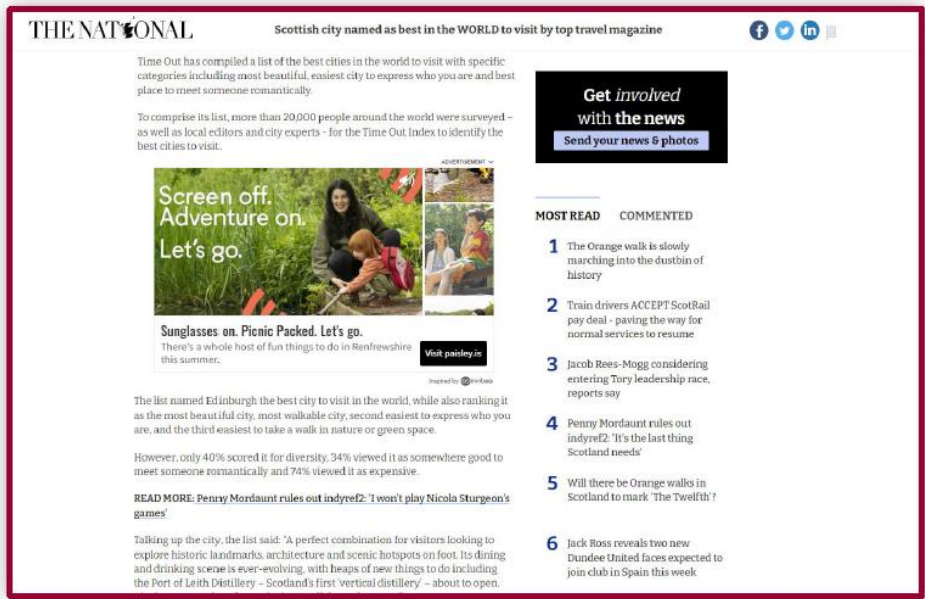 THE NATIONAL
Scottish city named as best in the WORLD to visit by top travel magazine
Time Out has compiled a list of the best cities in the world to visit with specific
categories including most beautiful, easiest city to express who you are and best
place to meet someone romantically.
To comprise its list, more than 20,000 people around the world were surveyed –
as well as local editors and city experts - for the Time Out Index to identify the
best cities to visit.
ADVERTISEMENT
Screen off.
Adventure on.
Let's go.
Sunglasses on. Picnic Packed. Let's go.
There's a whole host of fun things to do in Renfrewshire
this summer.
Visit paisley.is
Inspired by
The list named Edinburgh the best city to visit in the world, while also ranking it
as the most beautiful city, most walkable city, second easiest to express who you
are, and the third easiest to take a walk in nature or green space.
However, only 40% scored it for diversity, 34% viewed it as somewhere good to
meet someone romantically and 74% viewed it as expensive.
READ MORE: Penny Mordaunt rules out indyref2: 'I won't play Nicola Sturgeon's
games'
Talking up the city, the list said: "A perfect combination for visitors looking to
explore historic landmarks, architecture and scenic hotspots on foot. Its dining
and drinking scene is ever-evolving, with heaps of new things to do including
the Port of Leith Distillery – Scotland's first 'vertical distillery' – about to open.
Get involved
with the news
Send your news & photos
MOST READ COMMENTED
1 The Orange walk is slowly
marching into the dustbin of
history
2 Train drivers ACCEPT ScotRail
pay deal - paving the way for
normal services to resume
3 Jacob Rees-Mogg considering
entering Tory leadership race,
reports say
4 Penny Mordaunt rules out
indyref2: 'It's the last thing
Scotland needs'
5 Will there be Orange walks in
Scotland to mark 'The Twelfth'?
6 Jack Ross reveals two new
Dundee United faces expected to
join club in Spain this week